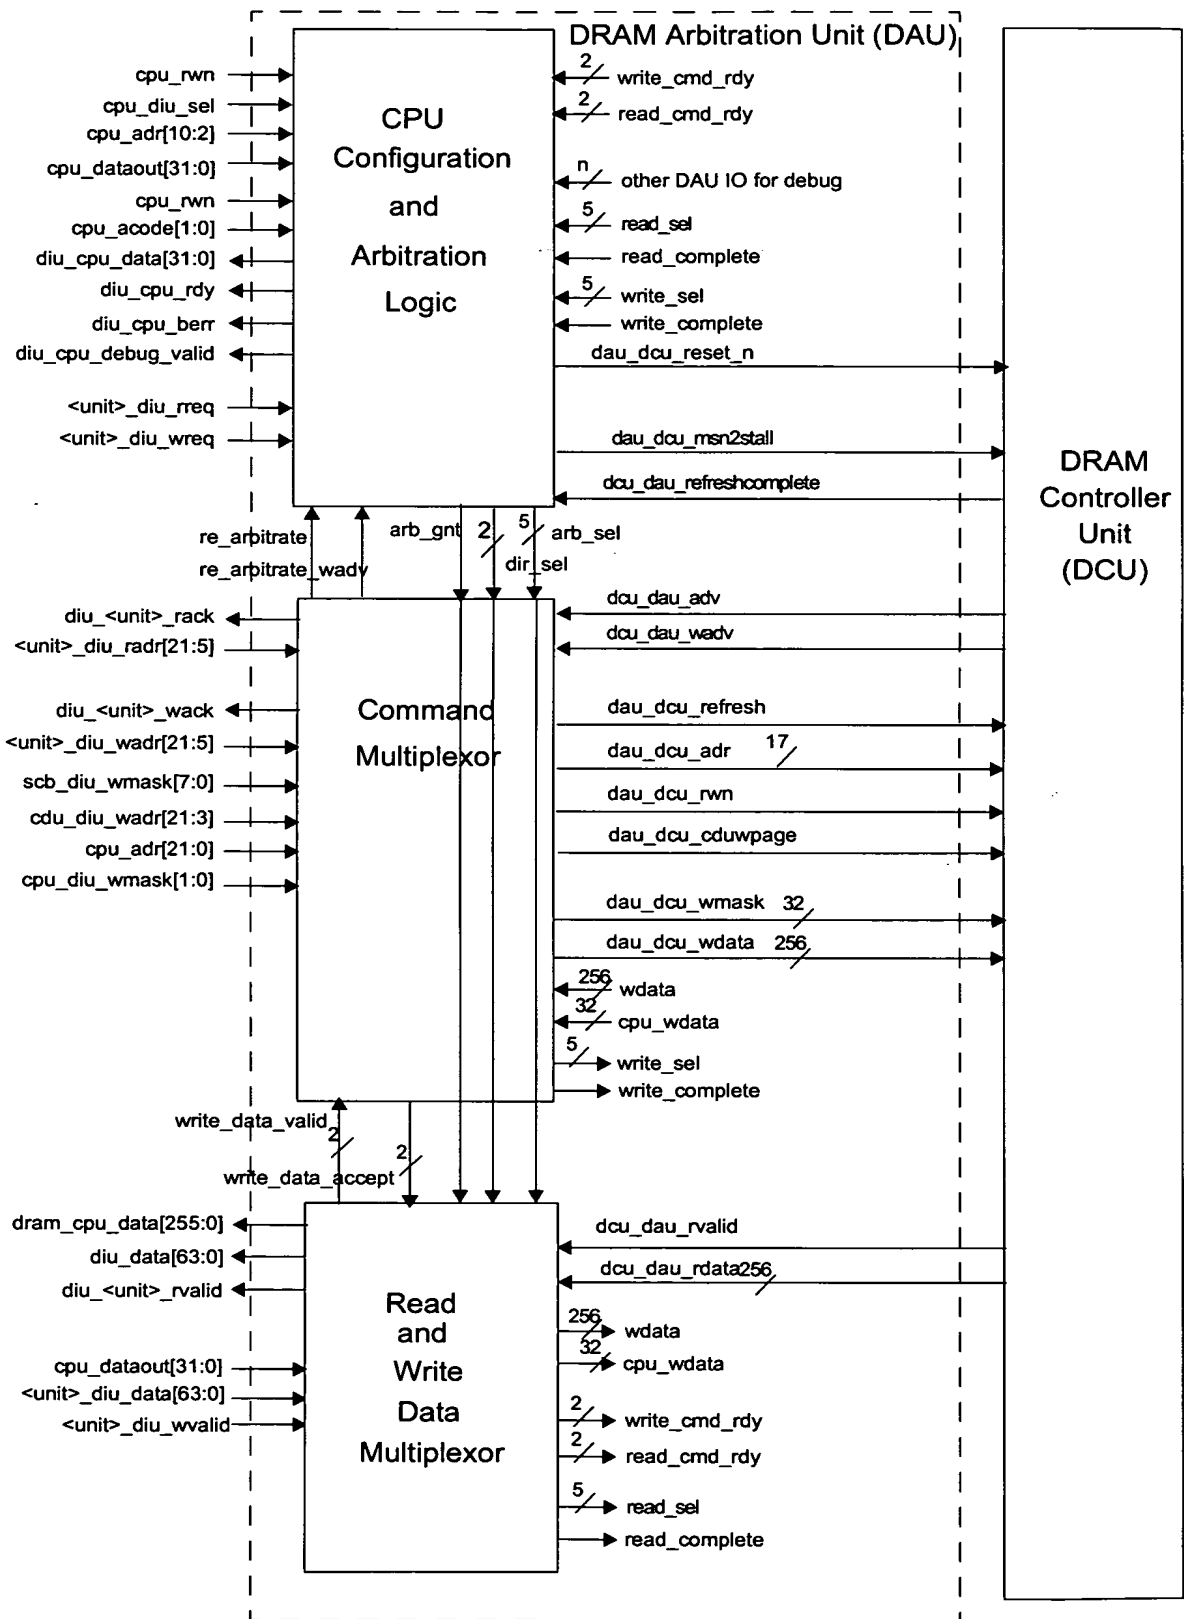 DRAM Arbitration Unit (DAU)
cpu_rwn
cpu_diu_sel
cpu_adr[10:2]
cpu_dataout[31:0]
cpu_rwn
cpu_acode[1:0]
diu_cpu_data[31:0]
diu_cpu_rdy
diu_cpu_berr
diu_cpu_debug_valid
<unit>_diu_rreq
<unit>_diu_wreq
CPU
Configuration
and
Arbitration
Logic
2
write_cmd_rdy
2
read_cmd_rdy
n
other DAU IO for debug
5
read_sel
read_complete
5
write_sel
write_complete
dau_dcu_reset_n
dau_dcu_msn2stall
dcu_dau_refreshcomplete
DRAM
Controller
Unit
(DCU)
re_arbitrate
re_arbitrate_wadv
arb_gnt
2
5
arb_sel
dir_sel
diu_<unit>_rack
<unit>_diu_radr[21:5]
diu_<unit>_wack
<unit>_diu_wadr[21:5]
scb_diu_wmask[7:0]
cdu_diu_wadr[21:3]
cpu_adr[21:0]
cpu_diu_wmask[1:0]
Command
Multiplexor
dcu_dau_adv
dcu_dau_wadv
dau_dcu_refresh
dau_dcu_adr 17
dau_dcu_rwn
dau_dcu_cduwpage
dau_dcu_wmask 32
dau_dcu_wdata 256
256
wdata
32
cpu_wdata
5
write_sel
write_complete
write_data_valid
2
2
write_data_accept
dram_cpu_data[255:0]
diu_data[63:0]
diu_<unit>_rvalid
cpu_dataout[31:0]
<unit>_diu_data[63:0]
<unit>_diu_wvalid
Read
and
Write
Data
Multiplexor
dcu_dau_rvalid
dcu_dau_rdata256
256
wdata
32
cpu_wdata
2
write_cmd_rdy
2
read_cmd_rdy
5
read_sel
read_complete